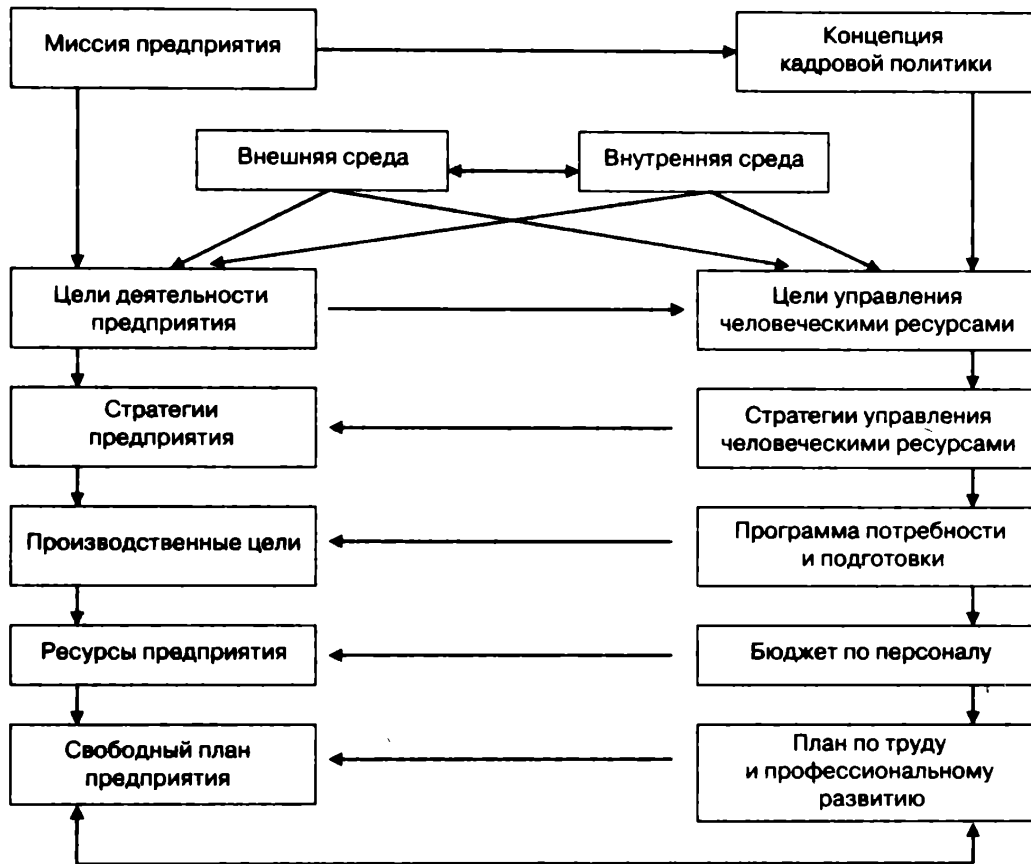 Миссия предприятия
Концепция
кадровой политики
Внешняя среда
Внутренняя среда
Цели деятельности
предприятия
Цели управления
человеческими ресурсами
Стратегии
предприятия
Стратегии управления
человеческими ресурсами
Производственные цели
Программа потребности
и подготовки
Ресурсы предприятия
Бюджет по персоналу
Свободный план
предприятия
План по труду
и профессиональному
развитию